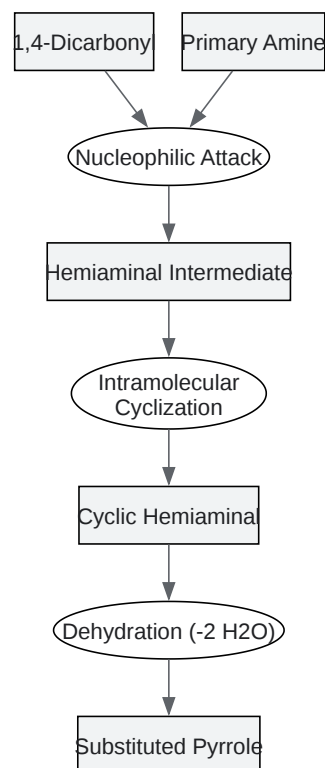 1,4-Dicarbonyl
Primary Amine
Nucleophilic Attack
Hemiaminal Intermediate
Intramolecular
Cyclization
Cyclic Hemiaminal
Dehydration (-2 H2O)
Substituted Pyrrole